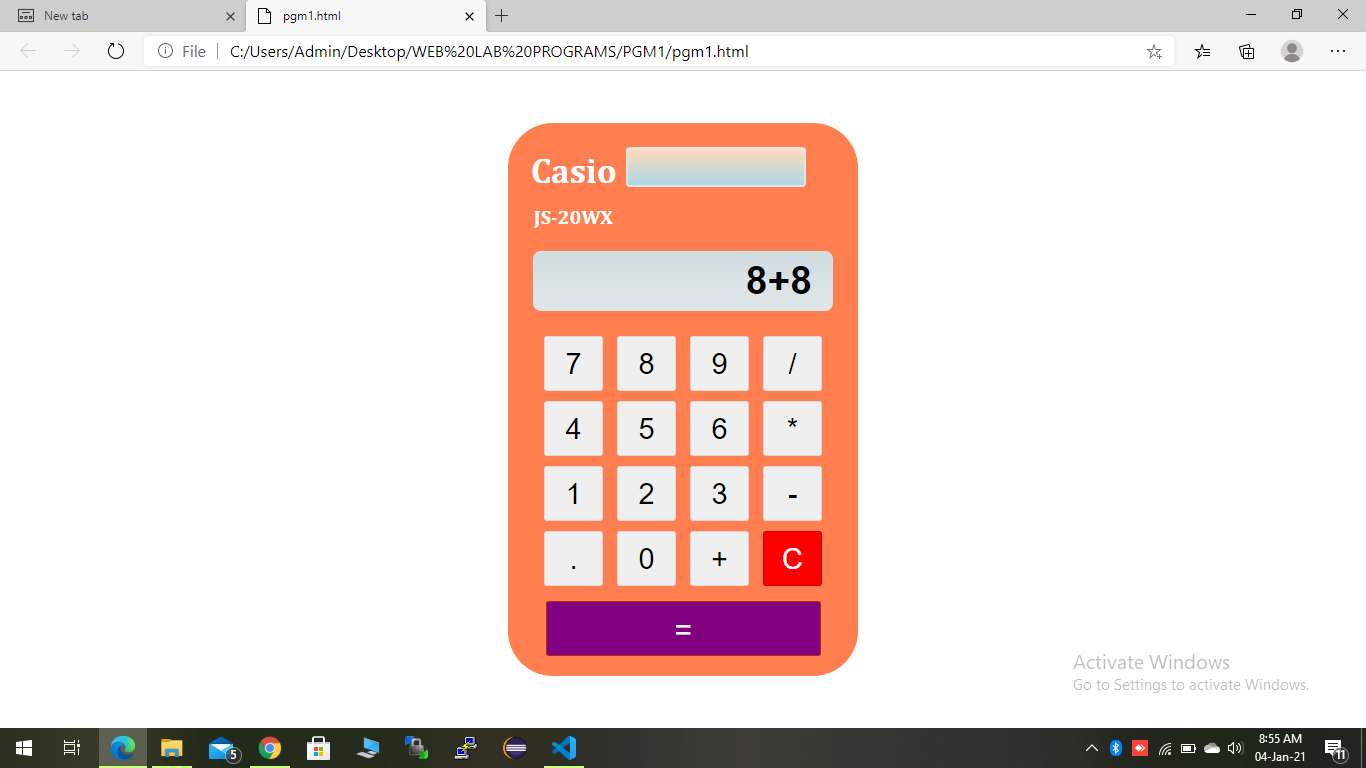 New tab
pgm1.html
File
C:/Users/Admin/Desktop/WEB%20LAB%20PROGRAMS/PGM1/pgm1.html
Casio
JS-20WX
8+8
7 8 9 /
4 5 6 *
1 2 3 -
. 0 + C
=
Activate Windows
Go to Settings to activate Windows.
5
8:55 AM
04-Jan-21
11